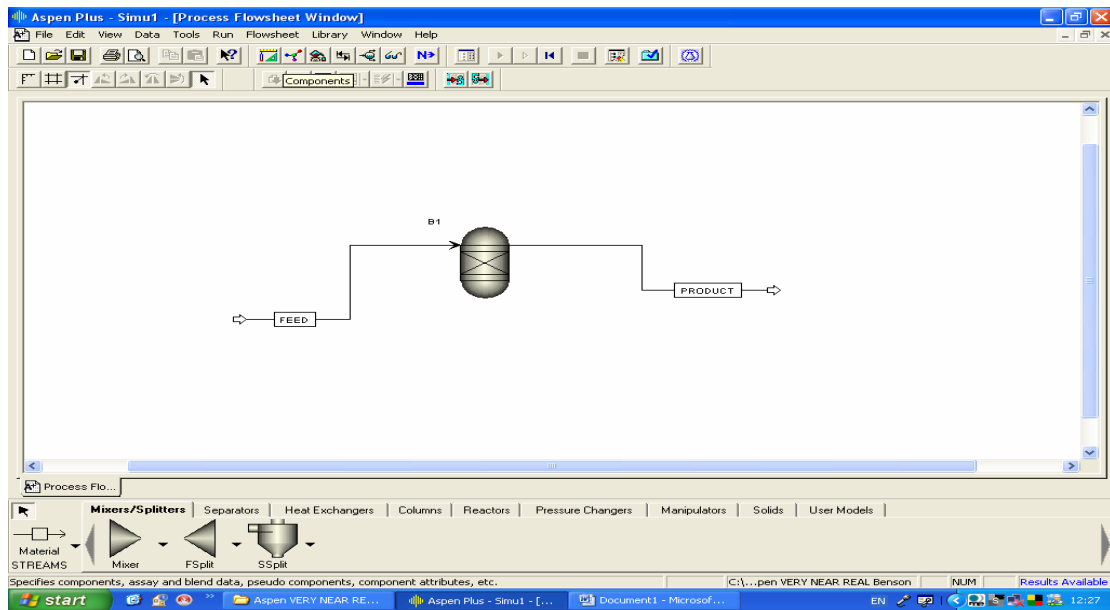 Aspen Plus - Simu1 - [Process Flowsheet Window]
File Edit View Data Tools Run Flowsheet Library Window Help
N>
Components
B1
FEED
PRODUCT
Process Flo...
Mixers/Splitters | Separators | Heat Exchangers | Columns | Reactors | Pressure Changers | Manipulators | Solids | User Models |
Material
STREAMS Mixer FSplit SSplit
Specifies components, assay and blend data, pseudo components, component attributes, etc. C:\...pen VERY NEAR REAL Benson NUM Results Available
start Aspen VERY NEAR RE... Aspen Plus - Simu1 - [... Document1 - Microsof... EN 12:27